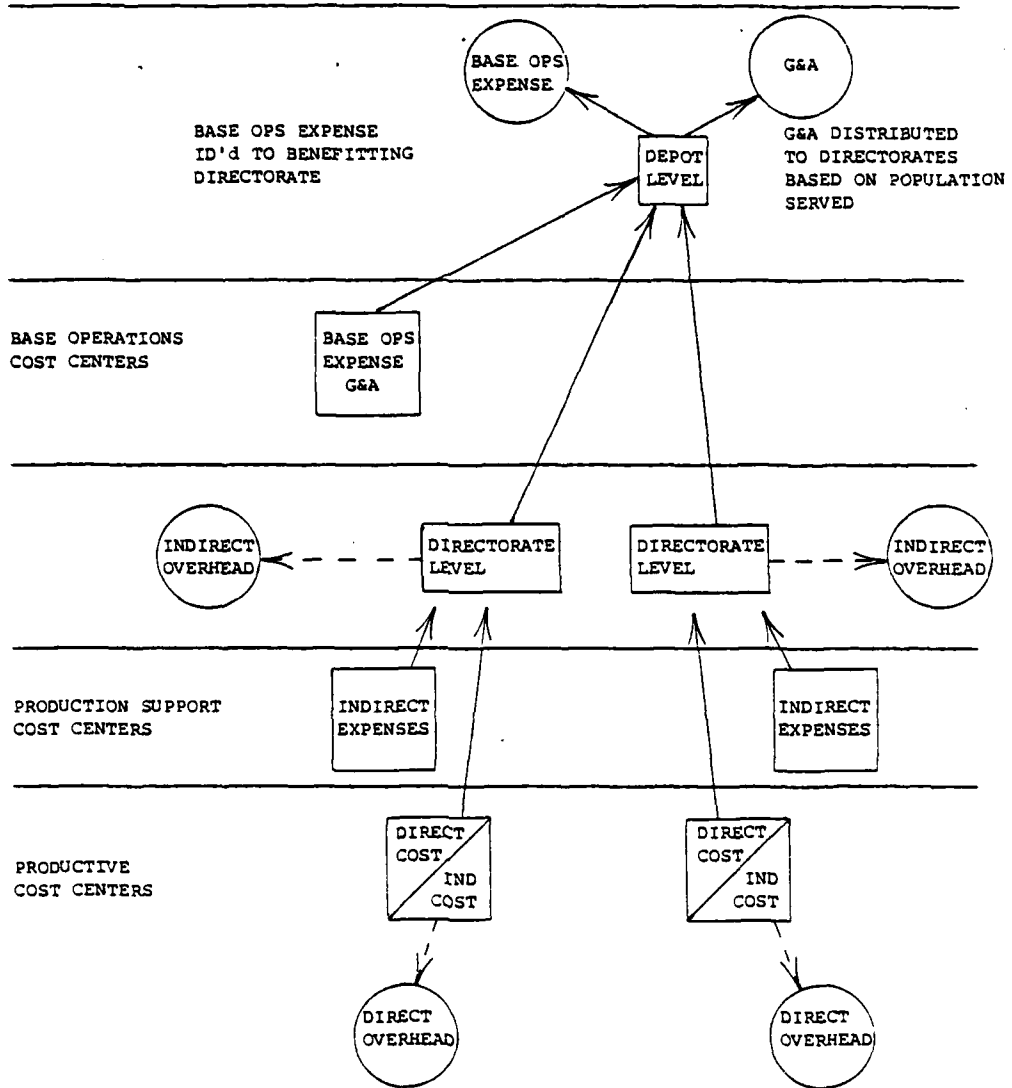 BASE OPS
EXPENSE
G&A
BASE OPS EXPENSE
ID'd TO BENEFITTING
DIRECTORATE
DEPOT
LEVEL
G&A DISTRIBUTED
TO DIRECTORATES
BASED ON POPULATION
SERVED
BASE OPERATIONS
COST CENTERS
BASE OPS
EXPENSE
G&A
INDIRECT
OVERHEAD
DIRECTORATE
LEVEL
DIRECTORATE
LEVEL
INDIRECT
OVERHEAD
PRODUCTION SUPPORT
COST CENTERS
INDIRECT
EXPENSES
INDIRECT
EXPENSES
PRODUCTIVE
COST CENTERS
DIRECT
COST
IND
COST
DIRECT
COST
IND
COST
DIRECT
OVERHEAD
DIRECT
OVERHEAD